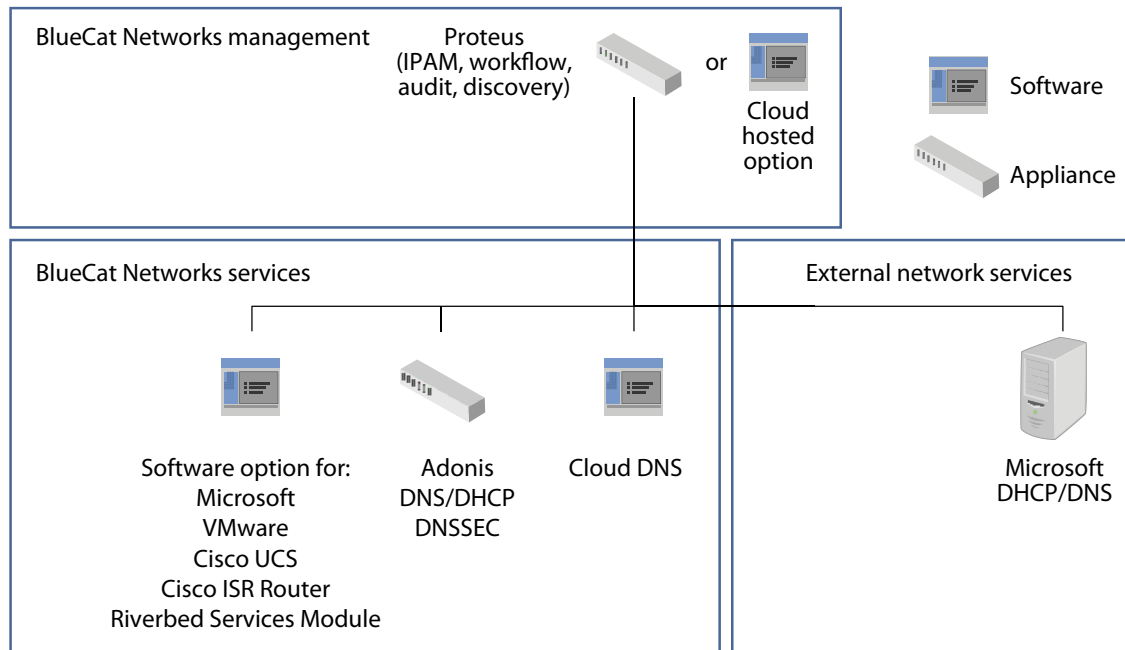 BlueCat Networks management
Proteus
(IPAM, workflow,
audit, discovery)
or
Cloud
hosted
option
Software
Appliance
BlueCat Networks services
External network services
Software option for:
Microsoft
VMware
Cisco UCS
Cisco ISR Router
Riverbed Services Module
Adonis
DNS/DHCP
DNSSEC
Cloud DNS
Microsoft
DHCP/DNS